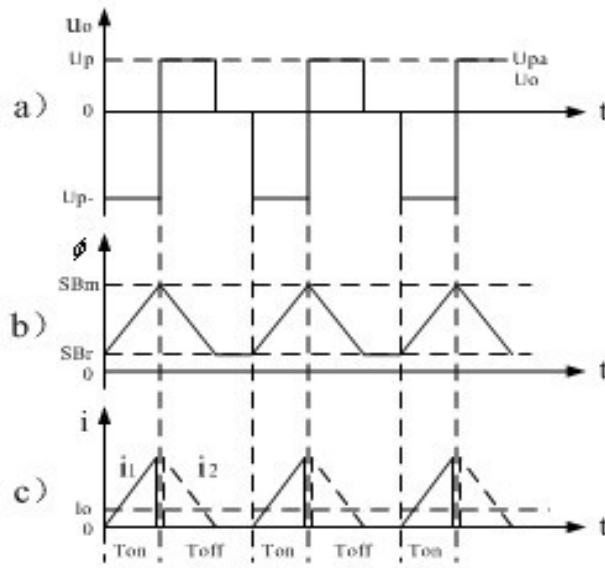 uo
Up
Upa
Uo
a)
0
t
Up-
ϕ
SBm
b)
SBr
0
t
i
i1
i2
c)
Io
0
t
Ton
Toff
Ton
Toff
Ton